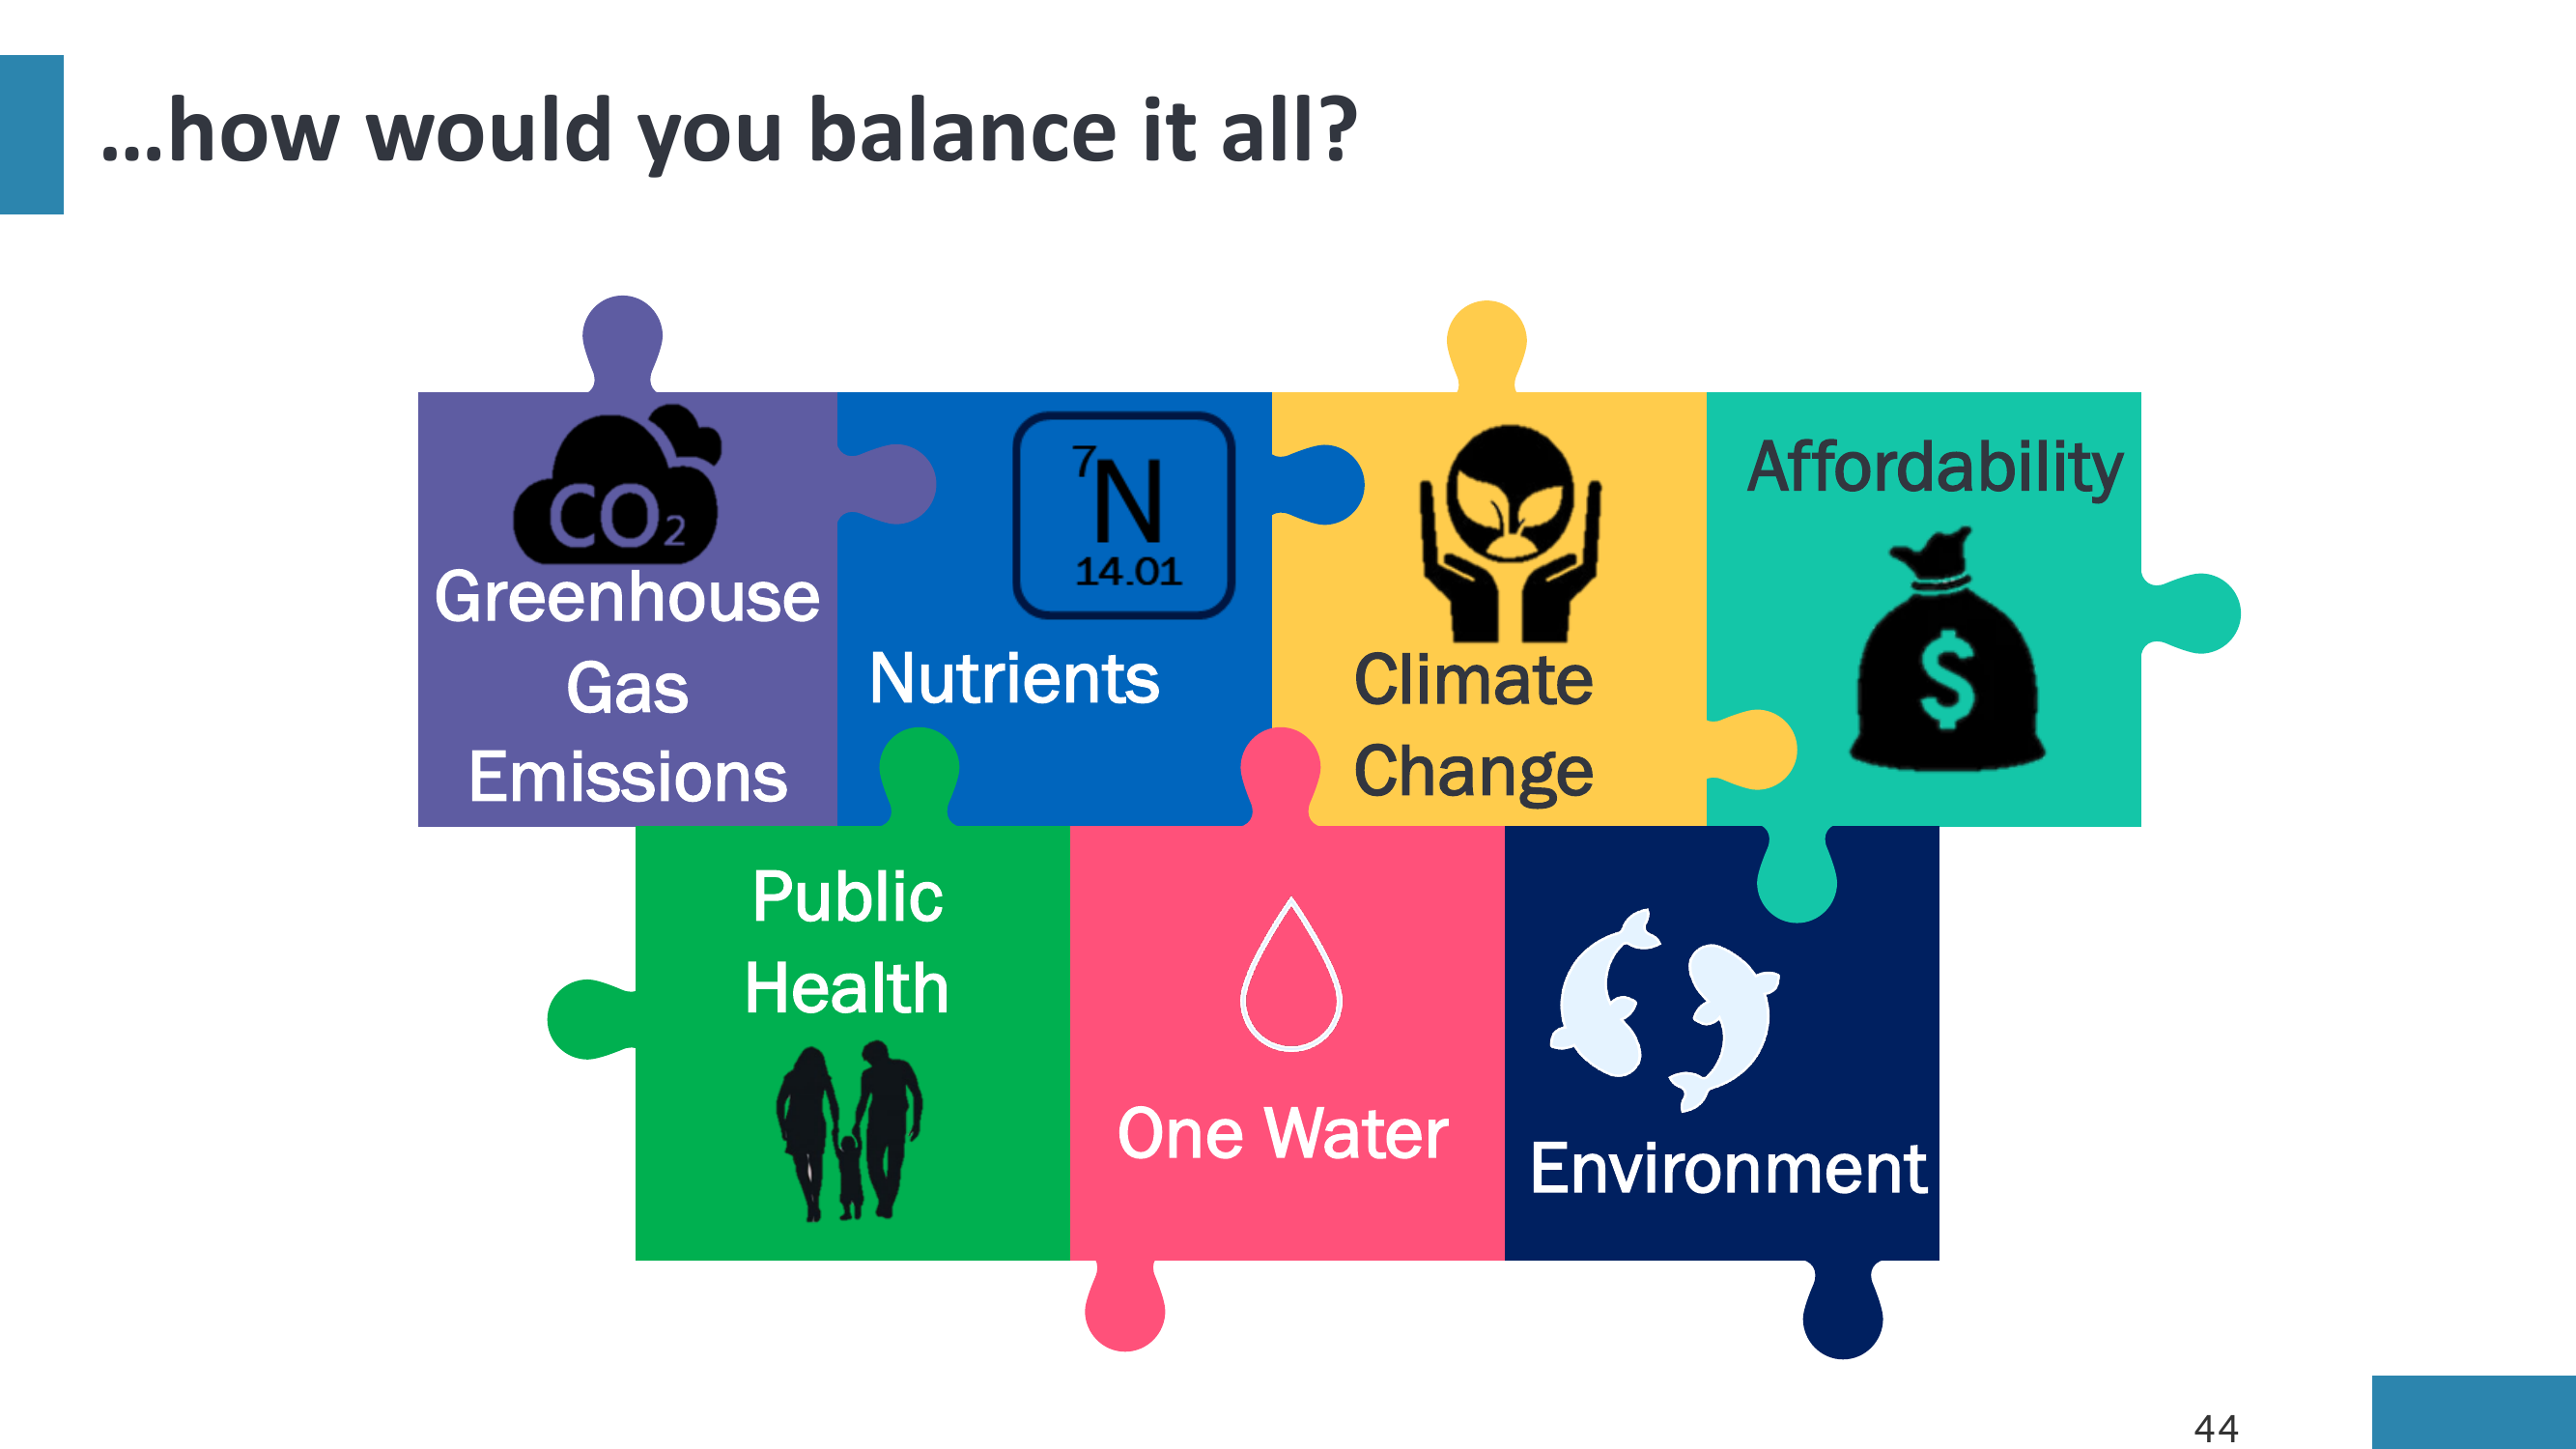 ...how would you balance it all?
CO₂
Greenhouse
Gas
Emissions
7
N
14.01
Nutrients
Climate
Change
Affordability
$
Public
Health
One Water
Environment
44